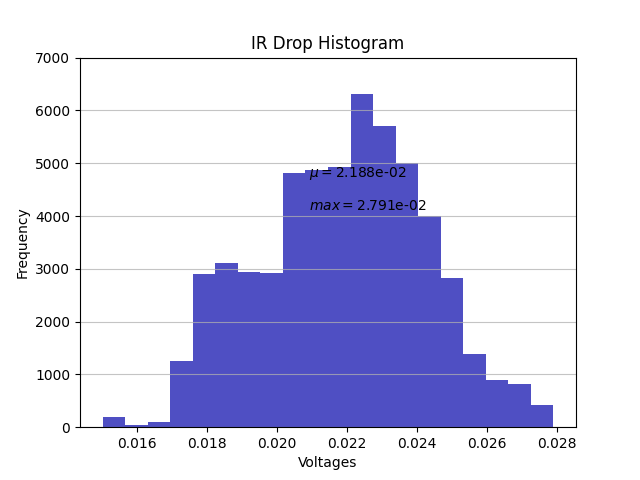 IR Drop Histogram
7000
6000
5000
4000
3000
2000
1000
0
Frequency
μ = 2.188e-02
max = 2.791e-02
0.016 0.018 0.020 0.022 0.024 0.026 0.028
Voltages